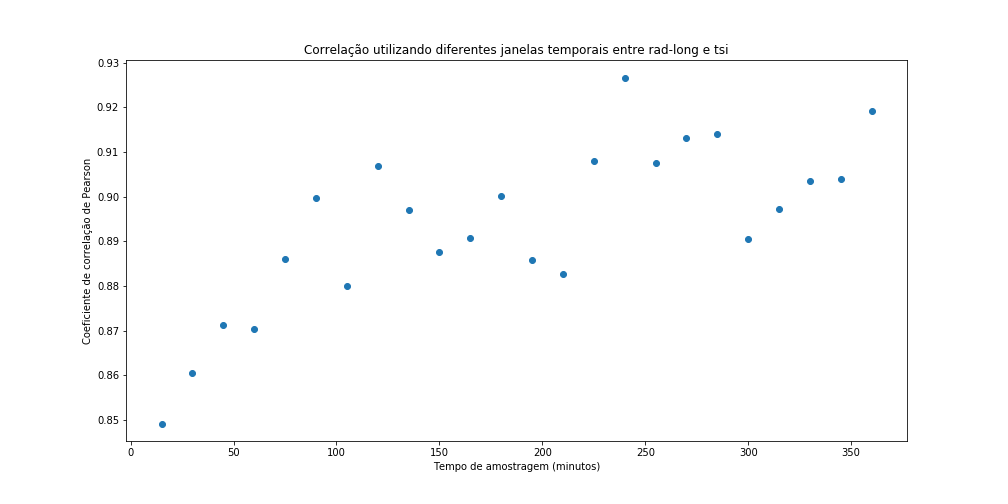 Correlação utilizando diferentes janelas temporais entre rad-long e tsi
0.93
0.92
0.91
0.90
0.89
0.88
0.87
0.86
0.85
Coeficiente de correlação de Pearson
0 50 100 150 200 250 300 350
Tempo de amostragem (minutos)